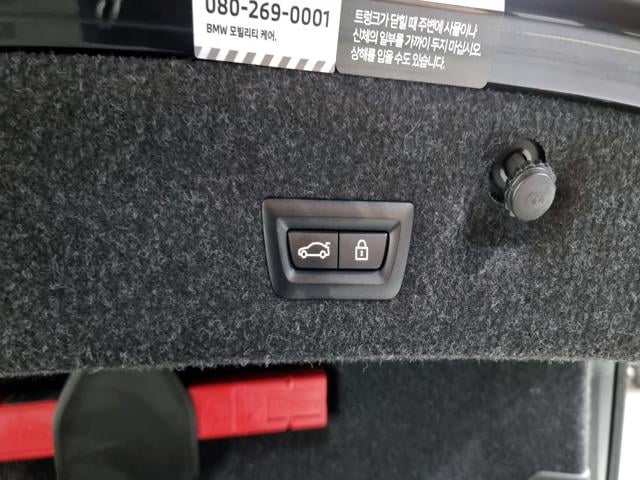 080-269-0001
BMW 모빌리티 케어.
트렁크가 닫힐 때 주변에 사물이나
신체의 일부를 가까이 두지 마십시오.
상해를 입을 수도 있습니다.